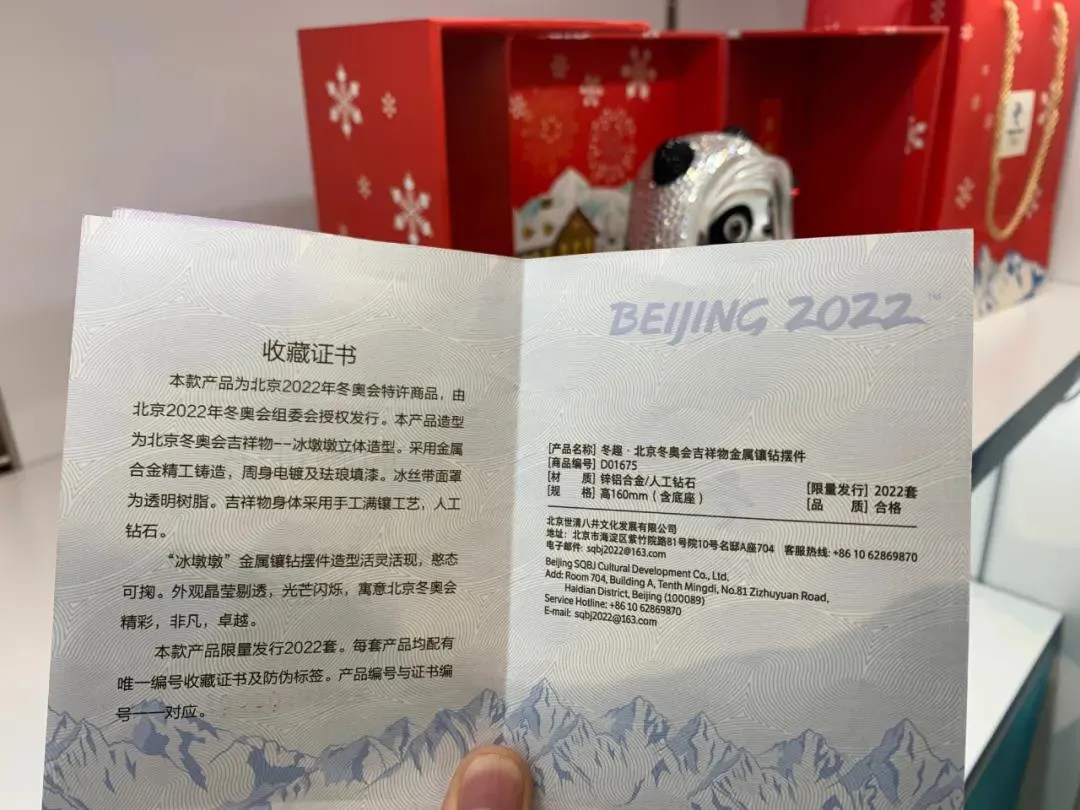 收藏证书
本款产品为北京2022年冬奥会特许商品，由
北京2022年冬奥会组委会授权发行。本产品造型
为北京冬奥会吉祥物--冰墩墩立体造型。采用金属
合金精工铸造，周身电镀及珐琅填漆。冰丝带面罩
为透明树脂。吉祥物身体采用手工满镶工艺，人工
钻石。
“冰墩墩”金属镶钻摆件造型活灵活现，憨态
可掬。外观晶莹剔透，光芒闪烁，寓意北京冬奥会
精彩，非凡，卓越。
本款产品限量发行2022套。每套产品均配有
唯一编号收藏证书及防伪标签。产品编号与证书编
号一一对应。
BEIJING 2022™
[产品名称] 冬趣·北京冬奥会吉祥物金属镶钻摆件
[商品编号] D01675
[材 质] 锌铝合金/人工钻石 [限量发行] 2022套
[规 格] 高160mm（含底座） [品 质] 合格
北京世清八井文化发展有限公司
地址：北京市海淀区紫竹院路81号院10号名邸A座704 客服热线: +86 10 62869870
电子邮件: sqbj2022@163.com
Beijing SQBJ Cultural Development Co., Ltd.
Add: Room 704, Building A, Tenth Mingdi, No.81 Zizhuyuan Road,
Haidian District, Beijing (100089)
Service Hotline: +86 10 62869870
E-mail: sqbj2022@163.com